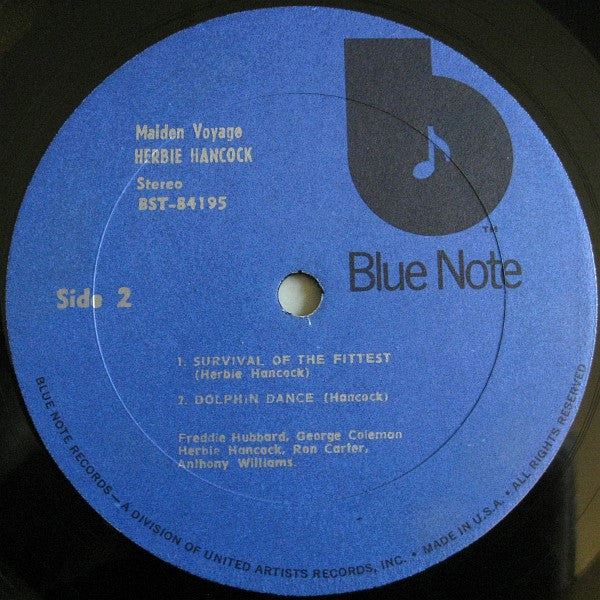 Maiden Voyage
HERBIE HANCOCK
Stereo
BST-84195
TM
Blue Note
Side 2
1. SURVIVAL OF THE FITTEST
(Herbie Hancock)
2. DOLPHIN DANCE (Hancock)
Freddie Hubbard, George Coleman
Herbie Hancock, Ron Carter,
Anthony Williams.
BLUE NOTE RECORDS — A DIVISION OF UNITED ARTISTS RECORDS, INC. • MADE IN U.S.A. • ALL RIGHTS RESERVED